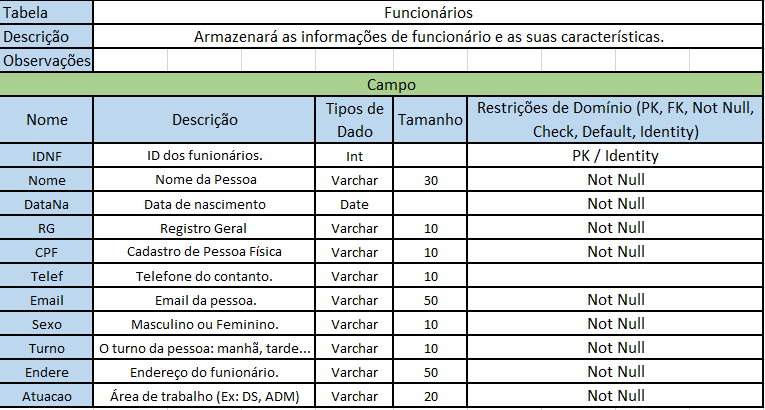 Tabela Funcionários
Descrição Armazenará as informações de funcionário e as suas características.
Observações
Campo
Nome Descrição Tipos de Dado Tamanho Restrições de Domínio (PK, FK, Not Null, Check, Default, Identity)
IDNF ID dos funionários. Int PK / Identity
Nome Nome da Pessoa Varchar 30 Not Null
DataNa Data de nascimento Date Not Null
RG Registro Geral Varchar 10 Not Null
CPF Cadastro de Pessoa Física Varchar 10 Not Null
Telef Telefone do contanto. Varchar 10
Email Email da pessoa. Varchar 50 Not Null
Sexo Masculino ou Feminino. Varchar 10 Not Null
Turno O turno da pessoa: manhã, tarde... Varchar 10 Not Null
Endere Endereço do funionário. Varchar 50 Not Null
Atuacao Área de trabalho (Ex: DS, ADM) Varchar 20 Not Null